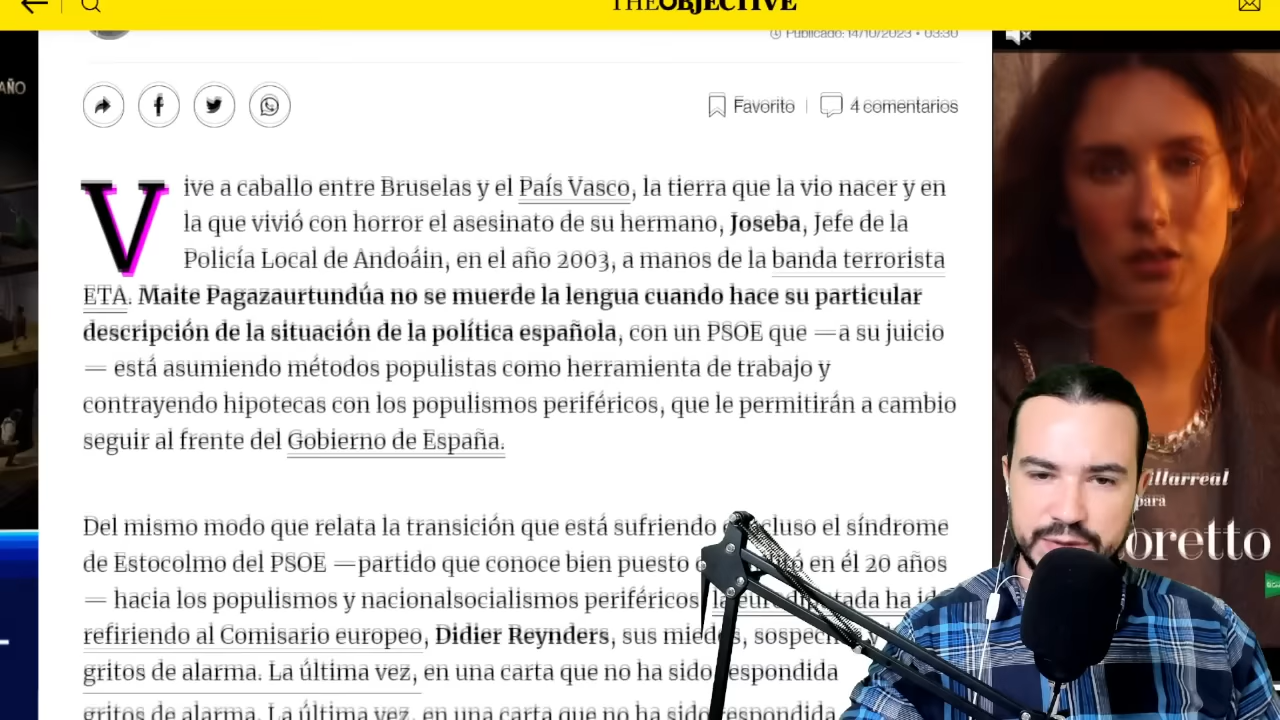 THEOBJECTIVE
Publicado: 14/10/2023 • 03:30
AÑO
Favorito
4 comentarios
Vive a caballo entre Bruselas y el País Vasco, la tierra que la vio nacer y en
la que vivió con horror el asesinato de su hermano, Joseba, Jefe de la
Policía Local de Andoáin, en el año 2003, a manos de la banda terrorista
ETA. Maite Pagazaurtundúa no se muerde la lengua cuando hace su particular
descripción de la situación de la política española, con un PSOE que —a su juicio
— está asumiendo métodos populistas como herramienta de trabajo y
contrayendo hipotecas con los populismos periféricos, que le permitirán a cambio
seguir al frente del Gobierno de España.
Del mismo modo que relata la transición que está sufriendo el síndrome
de Estocolmo del PSOE —partido que conoce bien puesto en él 20 años
— hacia los populismos y nacionalsocialismos periféricos, la ha
refiriendo al Comisario europeo, Didier Reynders, sus miedos,
gritos de alarma. La última vez, en una carta que no ha sido respondida
gritos de alarma. La última vez, en una carta que no ha sido respondida
illarreal
para
oretto